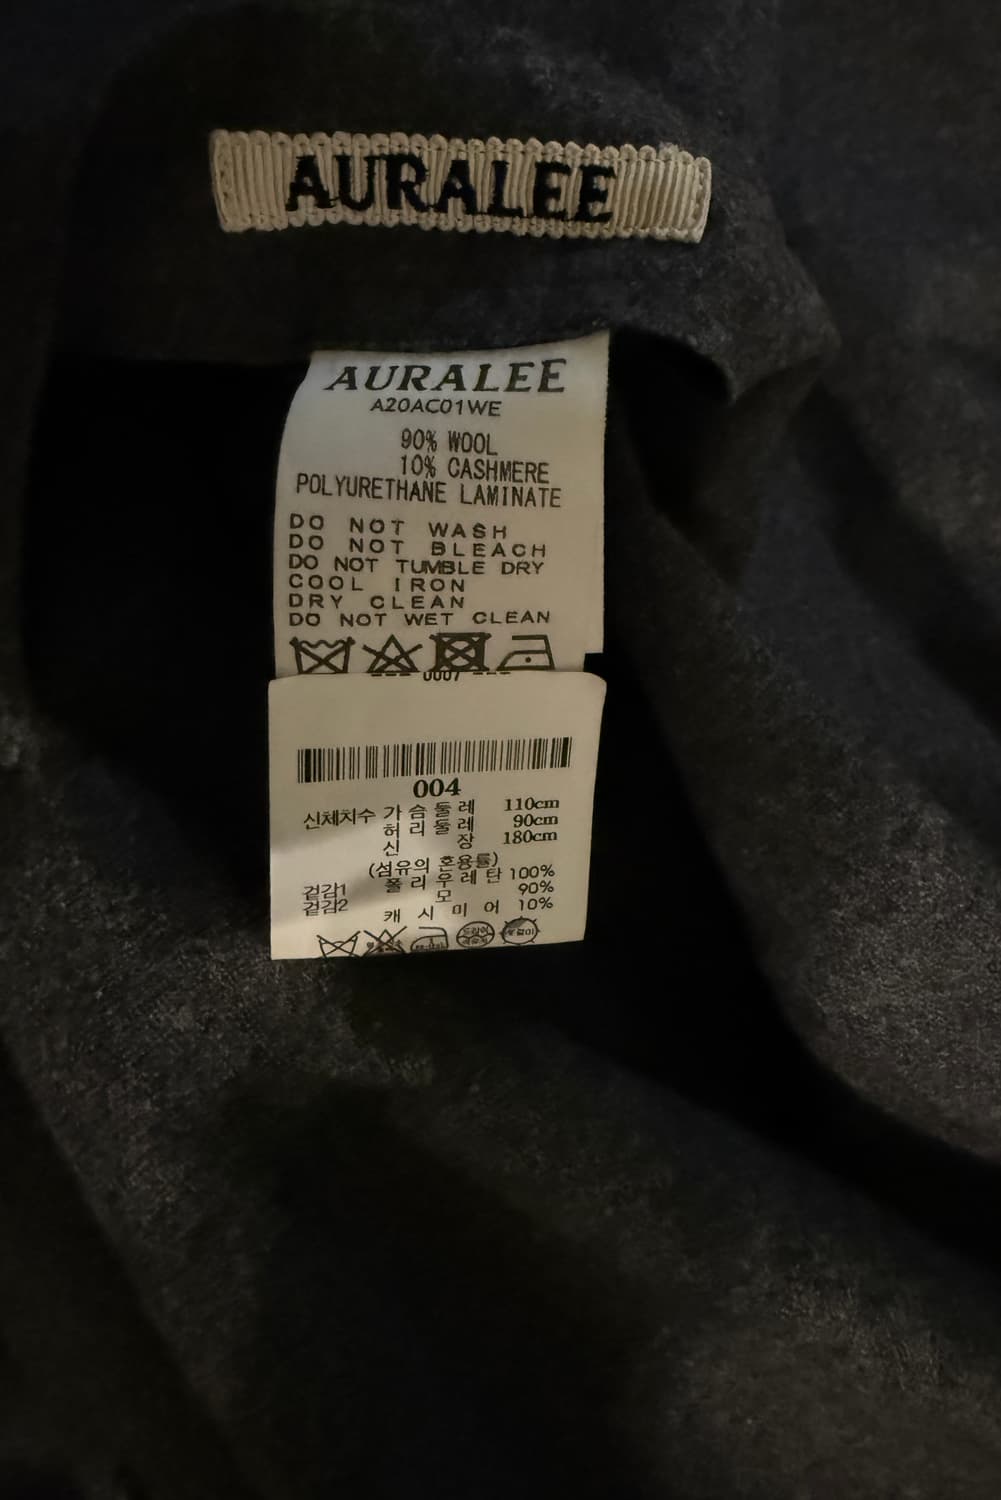 AURALEE
AURALEE
A20AC01WE
90% WOOL
10% CASHMERE
POLYURETHANE LAMINATE
DO NOT WASH
DO NOT BLEACH
DO NOT TUMBLE DRY
COOL IRON
DRY CLEAN
DO NOT WET CLEAN
0007
004
신체치수 가슴둘레 110cm
허리둘레 90cm
신장 180cm
(섬유의 혼용률)
겉감1 폴리우레탄 100%
겉감2 모 90%
캐시미어 10%